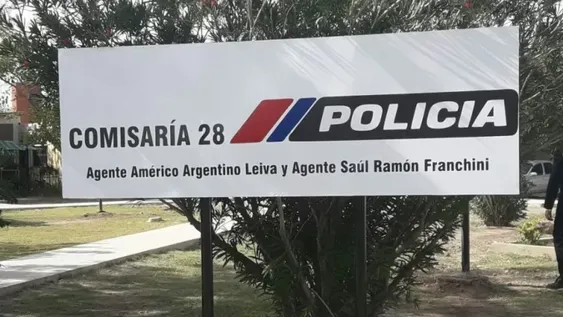 COMISARÍA 28 POLICIA
Agente Américo Argentino Leiva y Agente Saúl Ramón Franchini